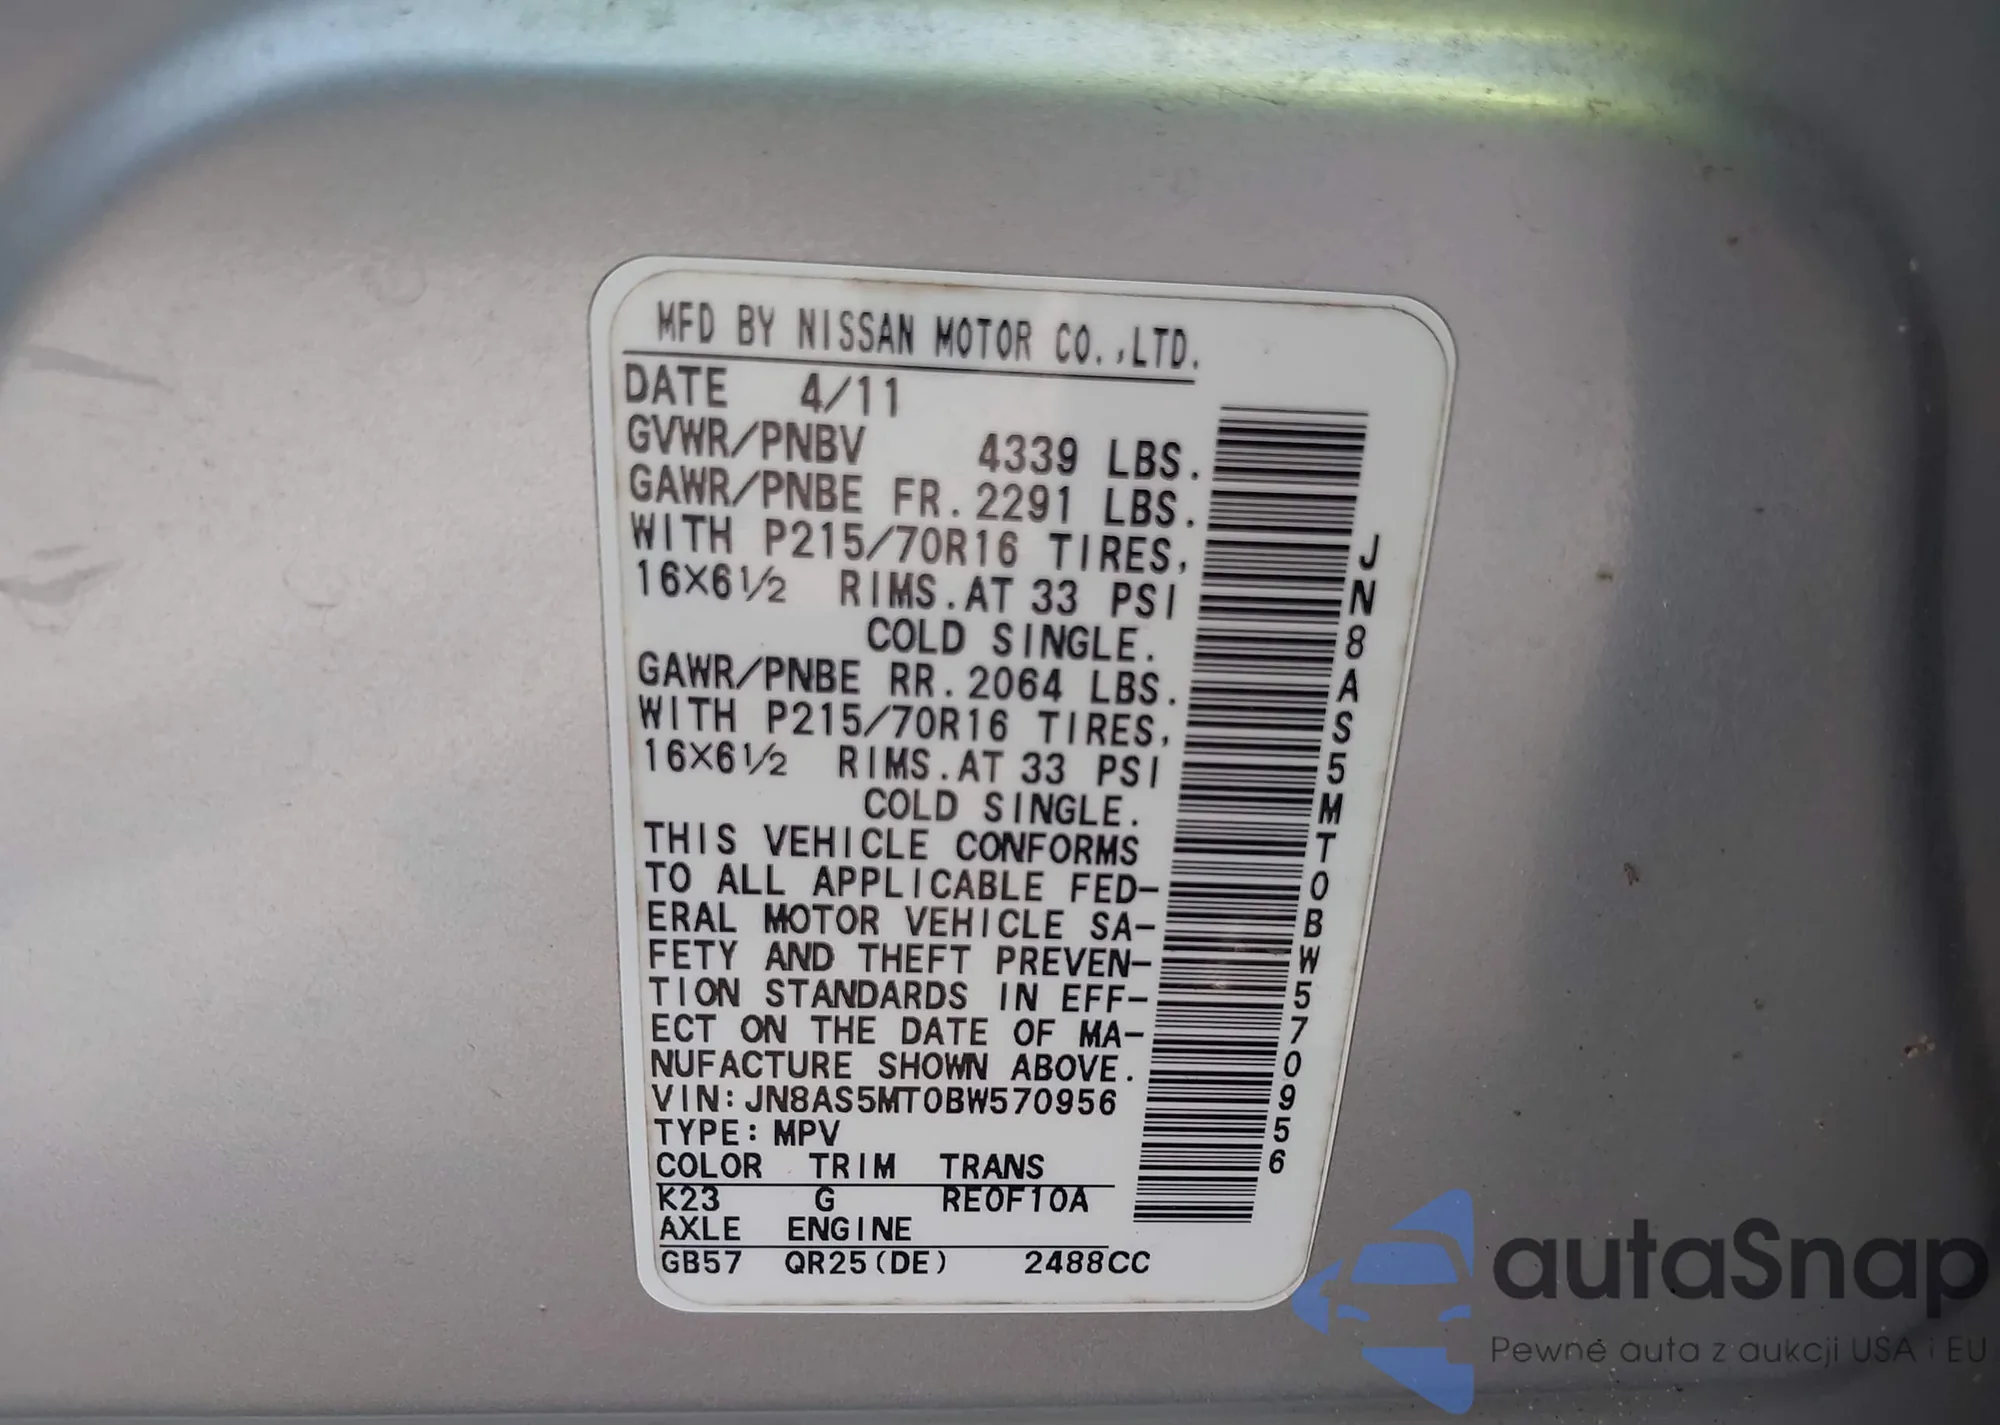 MFD BY NISSAN MOTOR CO.,LTD.
DATE 4/11
GVWR/PNBV 4339 LBS.
GAWR/PNBE FR.2291 LBS.
WITH P215/70R16 TIRES,
16X6½ RIMS.AT 33 PSI
COLD SINGLE.
GAWR/PNBE RR.2064 LBS.
WITH P215/70R16 TIRES,
16X6½ RIMS.AT 33 PSI
COLD SINGLE.
THIS VEHICLE CONFORMS
TO ALL APPLICABLE FED-
ERAL MOTOR VEHICLE SA-
FETY AND THEFT PREVEN-
TION STANDARDS IN EFF-
ECT ON THE DATE OF MA-
NUFACTURE SHOWN ABOVE.
VIN:JN8AS5MT0BW570956
TYPE:MPV
COLOR TRIM TRANS
K23 G RE0F10A
AXLE ENGINE
GB57 QR25(DE) 2488CC
JN8AS5MT0BW570956
autaSnap
Pewne auta z aukcji USA i EU